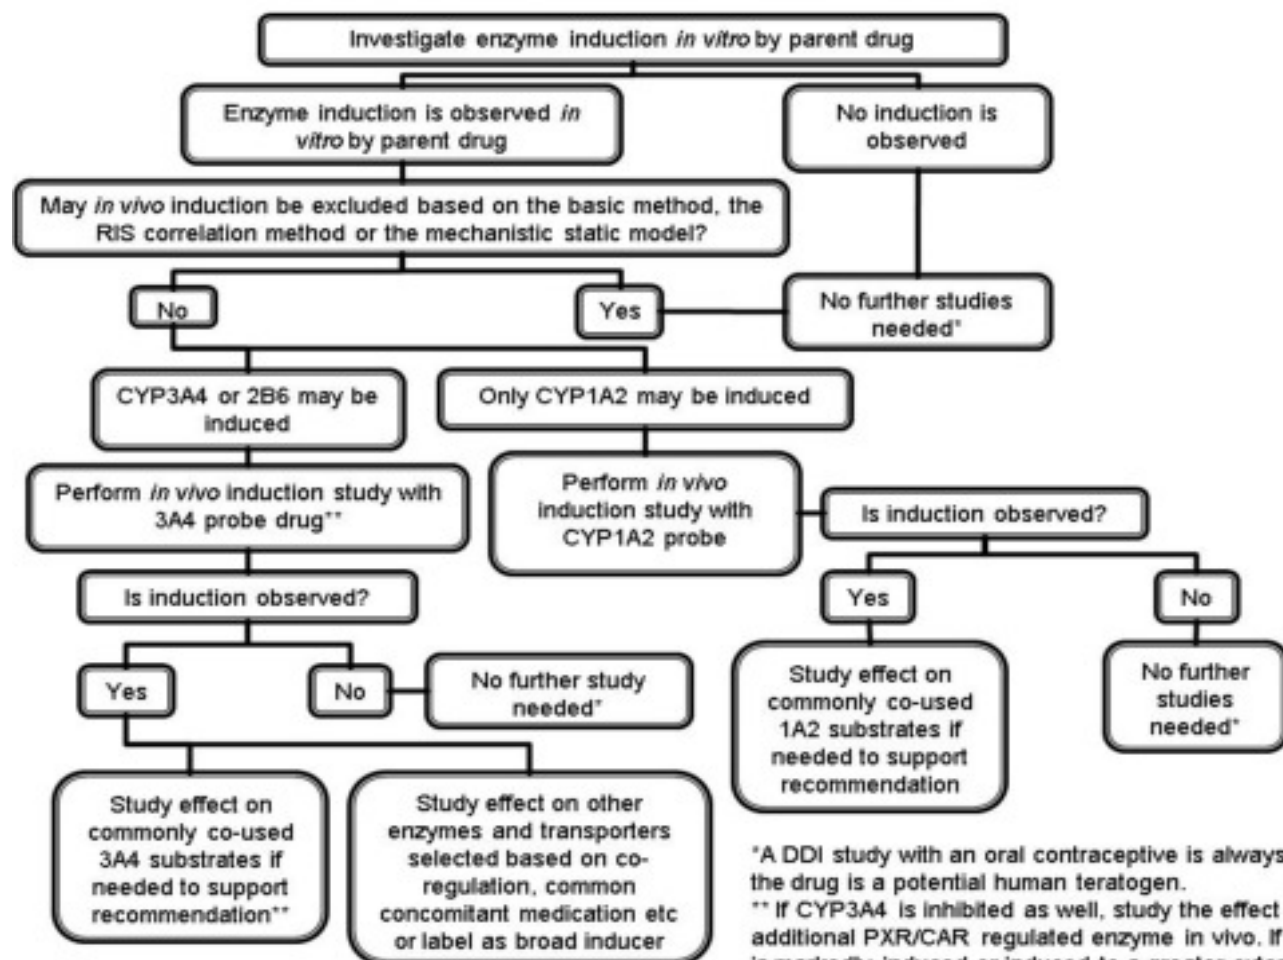 Investigate enzyme induction in vitro by parent drug
Enzyme induction is observed in
vitro by parent drug
No induction is
observed
May in vivo induction be excluded based on the basic method, the
RIS correlation method or the mechanistic static model?
No
Yes
No further studies
needed*
CYP3A4 or 2B6 may be
induced
Only CYP1A2 may be induced
Perform in vivo induction study with
3A4 probe drug**
Perform in vivo
induction study with
CYP1A2 probe
Is induction observed?
Is induction observed?
Yes
No
Yes
No
No further study
needed*
Study effect on
commonly co-used
1A2 substrates if
needed to support
recommendation
No further
studies
needed*
Study effect on
commonly co-used
3A4 substrates if
needed to support
recommendation**
Study effect on other
enzymes and transporters
selected based on co-
regulation, common
concomitant medication etc
or label as broad inducer
*A DDI study with an oral contraceptive is always
the drug is a potential human teratogen.
** If CYP3A4 is inhibited as well, study the effect
additional PXR/CAR regulated enzyme in vivo. If
is markedly induced or induced to a greater